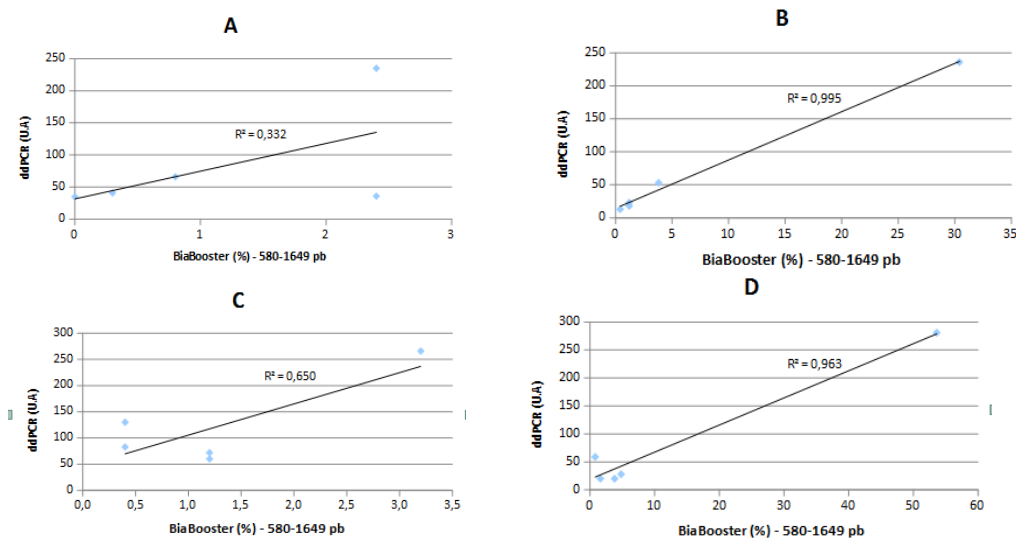 A
250
200
150
100
50
0
ddPCR (U.A)
R² = 0,332
0 1 2 3
BiaBooster (%) - 580-1649 pb
B
250
200
150
100
50
0
ddPCR (U.A)
R² = 0,995
0 5 10 15 20 25 30 35
BiaBooster (%) - 580-1649 pb
C
300
250
200
150
100
50
0
ddPCR (U.A)
R² = 0,650
0,0 0,5 1,0 1,5 2,0 2,5 3,0 3,5
BiaBooster (%) - 580-1649 pb
D
300
250
200
150
100
50
0
ddPCR (U.A)
R² = 0,963
0 10 20 30 40 50 60
BiaBooster (%) - 580-1649 pb